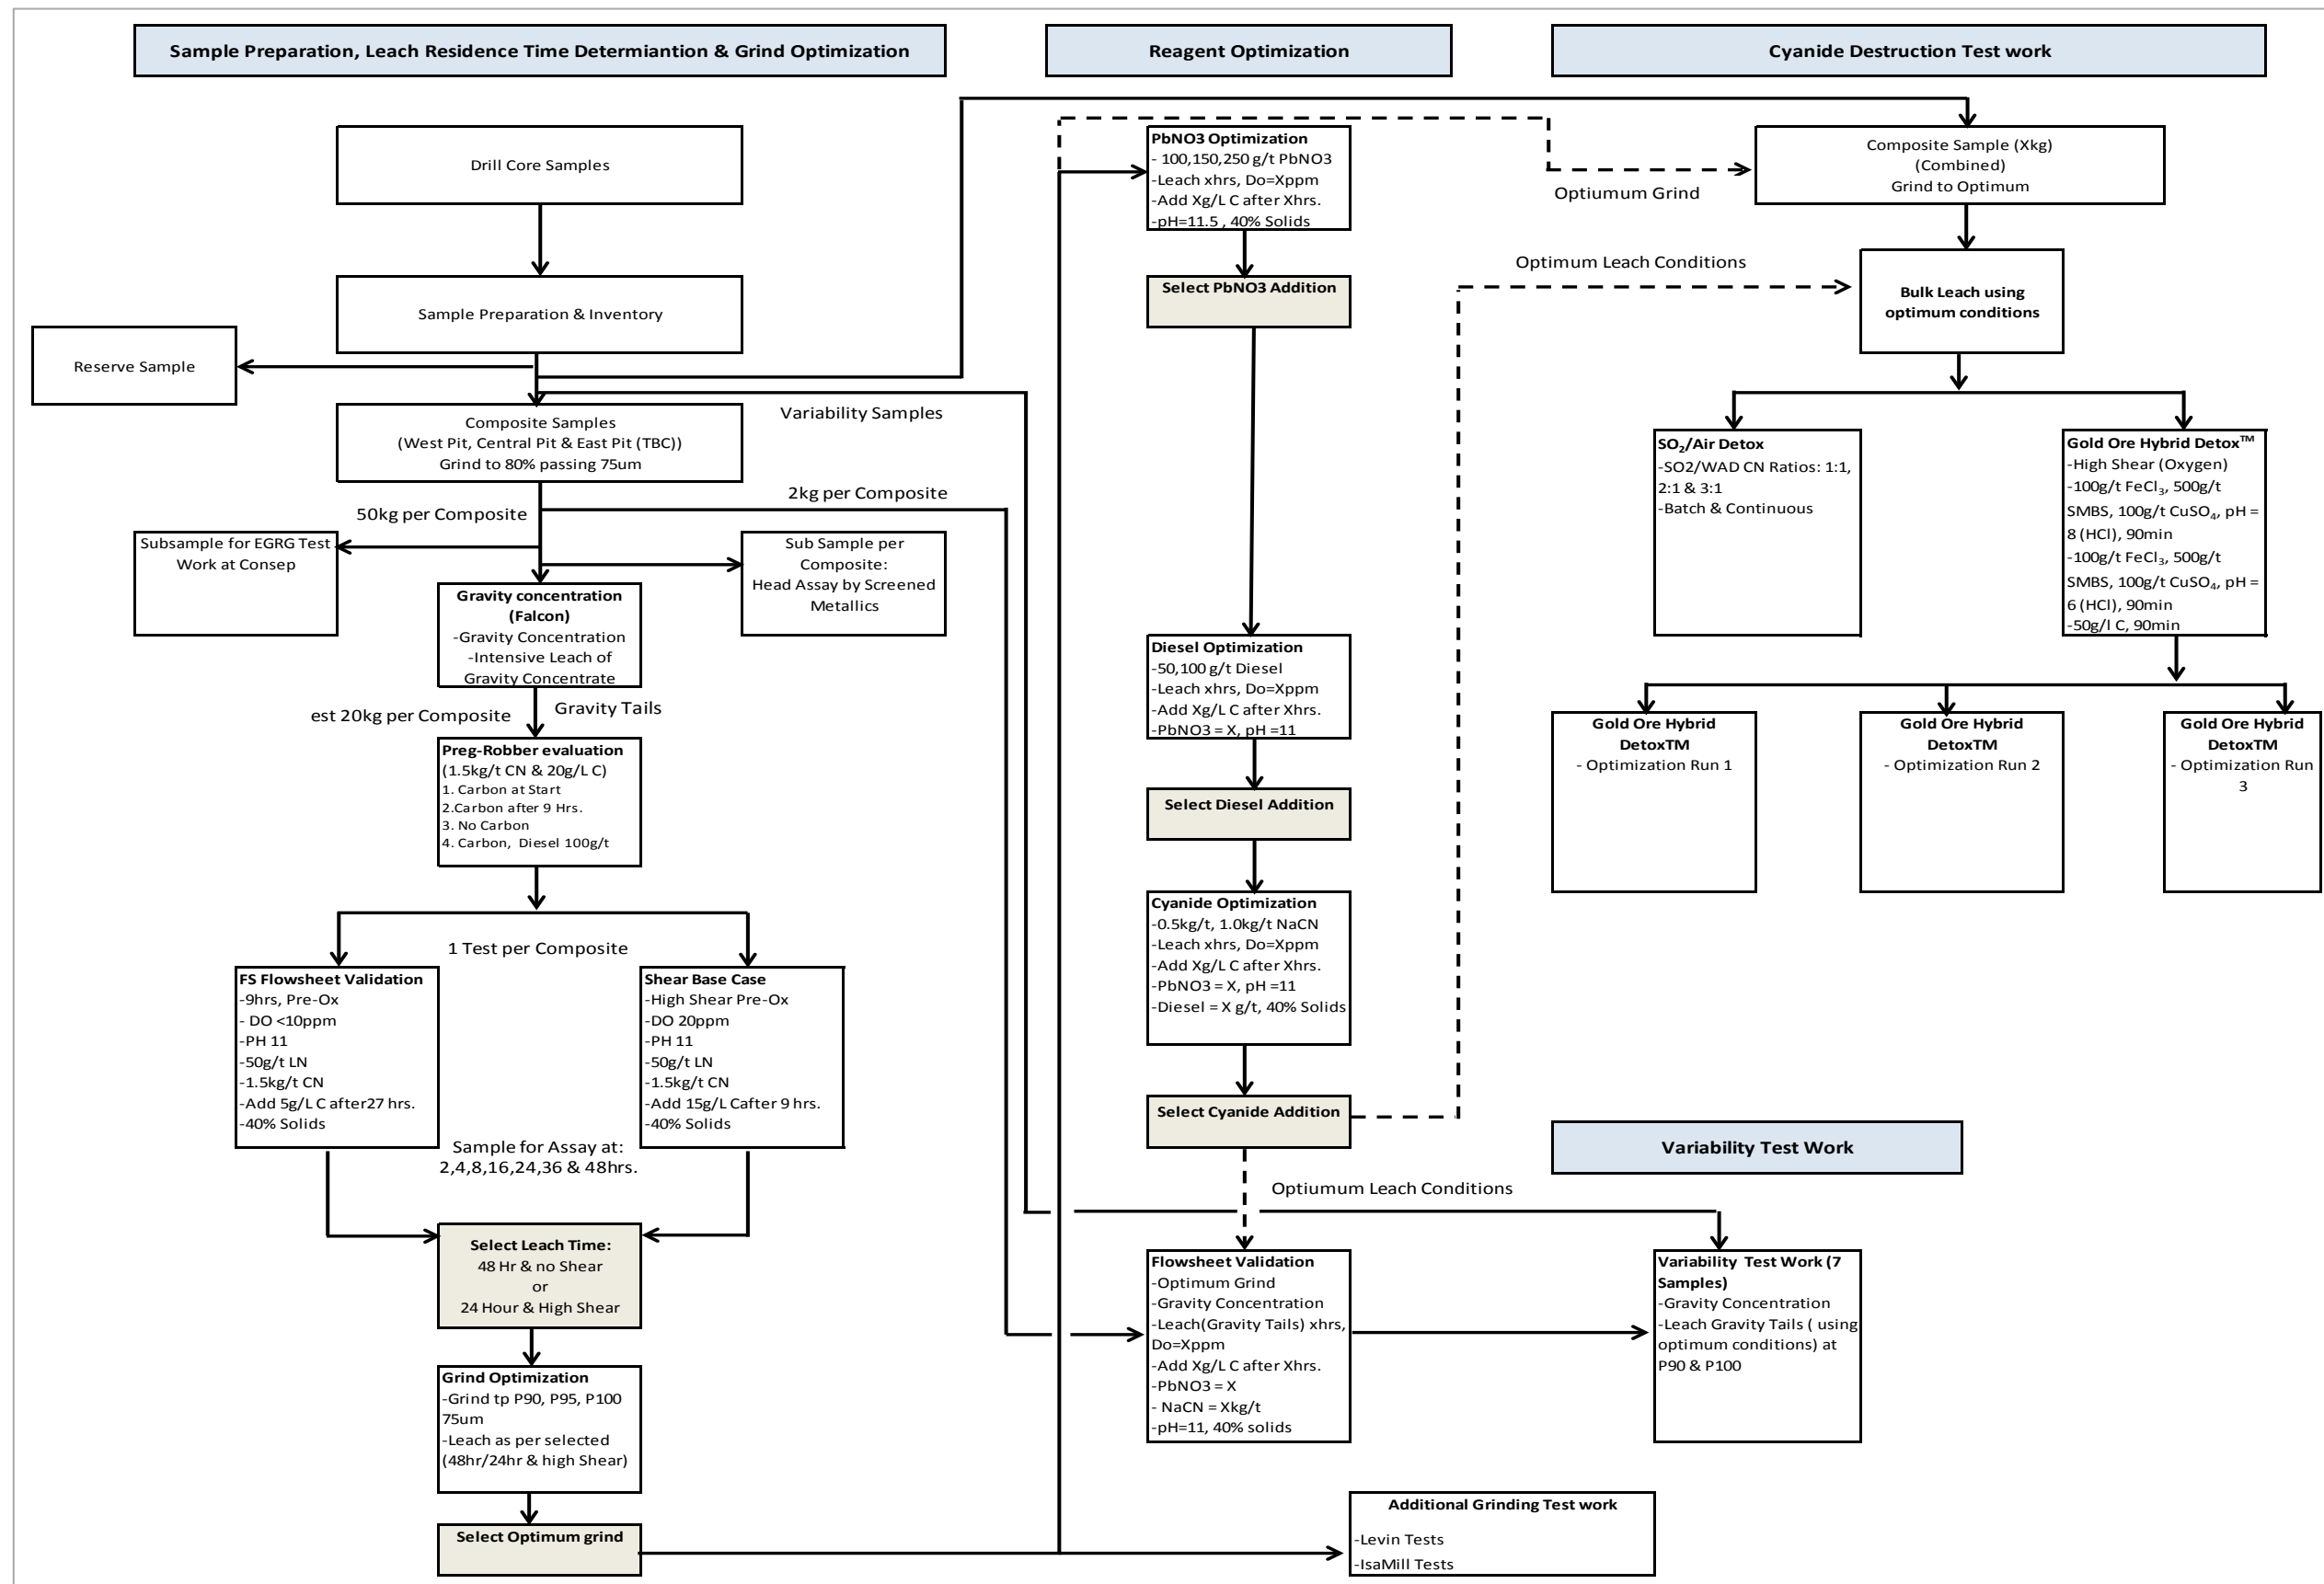 Sample Preparation, Leach Residence Time Determiantion & Grind Optimization
Reagent Optimization
Cyanide Destruction Test work
Drill Core Samples
Sample Preparation & Inventory
Reserve Sample
Variability Samples
Composite Samples
(West Pit, Central Pit & East Pit (TBC))
Grind to 80% passing 75um
2kg per Composite
50kg per Composite
Subsample for EGRG Test
Work at Consep
Sub Sample per
Composite:
Head Assay by Screened
Metallics
Gravity concentration
(Falcon)
-Gravity Concentration
-Intensive Leach of
Gravity Concentrate
est 20kg per Composite
Gravity Tails
Preg-Robber evaluation
(1.5kg/t CN & 20g/L C)
1. Carbon at Start
2.Carbon after 9 Hrs.
3. No Carbon
4. Carbon, Diesel 100g/t
1 Test per Composite
FS Flowsheet Validation
-9hrs, Pre-Ox
- DO <10ppm
-PH 11
-50g/t LN
-1.5kg/t CN
-Add 5g/L C after27 hrs.
-40% Solids
Shear Base Case
-High Shear Pre-Ox
-DO 20ppm
-PH 11
-50g/t LN
-1.5kg/t CN
-Add 15g/L Cafter 9 hrs.
-40% Solids
Sample for Assay at:
2,4,8,16,24,36 & 48hrs.
Select Leach Time:
48 Hr & no Shear
or
24 Hour & High Shear
Grind Optimization
-Grind tp P90, P95, P100
75um
-Leach as per selected
(48hr/24hr & high Shear)
Select Optimum grind
PbNO3 Optimization
- 100,150,250 g/t PbNO3
-Leach xhrs, Do=Xppm
-Add Xg/L C after Xhrs.
-pH=11.5 , 40% Solids
Select PbNO3 Addition
Diesel Optimization
-50,100 g/t Diesel
-Leach xhrs, Do=Xppm
-Add Xg/L C after Xhrs.
-PbNO3 = X, pH =11
Select Diesel Addition
Cyanide Optimization
-0.5kg/t, 1.0kg/t NaCN
-Leach xhrs, Do=Xppm
-Add Xg/L C after Xhrs.
-PbNO3 = X, pH =11
-Diesel = X g/t, 40% Solids
Select Cyanide Addition
Optiumum Leach Conditions
Flowsheet Validation
-Optimum Grind
-Gravity Concentration
-Leach(Gravity Tails) xhrs,
Do=Xppm
-Add Xg/L C after Xhrs.
-PbNO3 = X
- NaCN = Xkg/t
-pH=11, 40% solids
Additional Grinding Test work
-Levin Tests
-IsaMill Tests
Optiumum Grind
Composite Sample (Xkg)
(Combined)
Grind to Optimum
Optimum Leach Conditions
Bulk Leach using
optimum conditions
SO₂/Air Detox
-SO2/WAD CN Ratios: 1:1,
2:1 & 3:1
-Batch & Continuous
Gold Ore Hybrid Detox™
-High Shear (Oxygen)
-100g/t FeCl₃, 500g/t
SMBS, 100g/t CuSO₄, pH =
8 (HCl), 90min
-100g/t FeCl₃, 500g/t
SMBS, 100g/t CuSO₄, pH =
6 (HCl), 90min
-50g/l C, 90min
Gold Ore Hybrid
DetoxTM
- Optimization Run 1
Gold Ore Hybrid
DetoxTM
- Optimization Run 2
Gold Ore Hybrid
DetoxTM
- Optimization Run
3
Variability Test Work
Variability Test Work (7
Samples)
-Gravity Concentration
-Leach Gravity Tails ( using
optimum conditions) at
P90 & P100